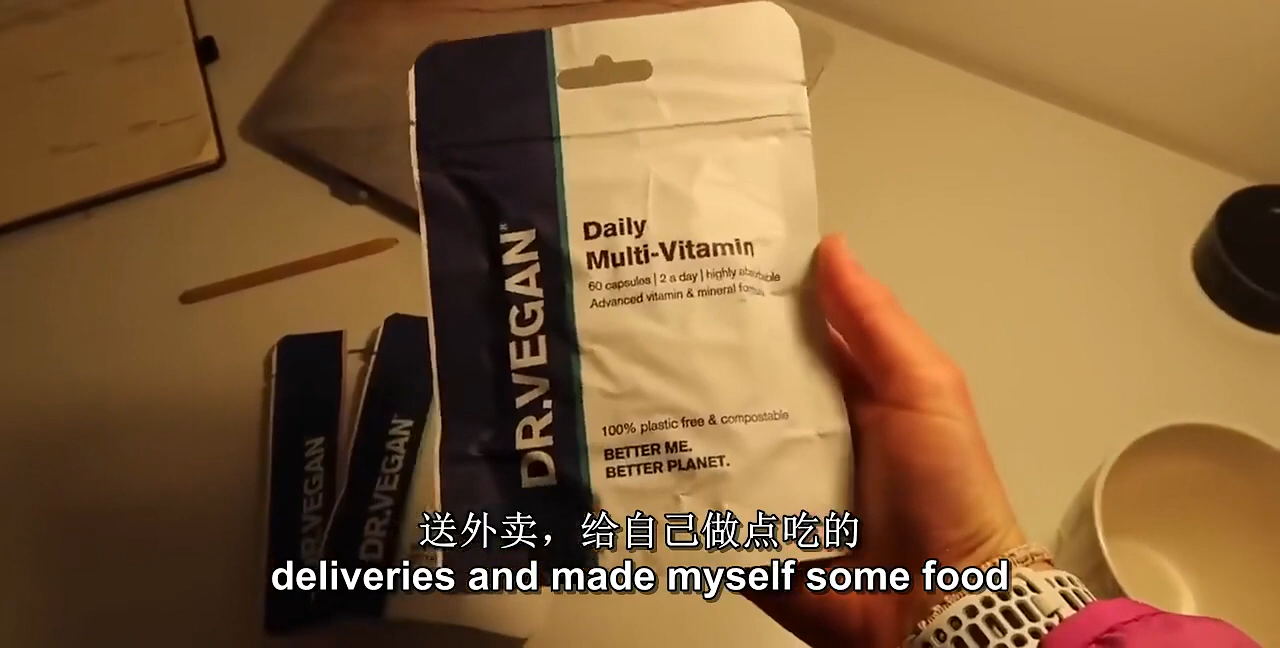 DR.VEGAN®
Daily
Multi-Vitamin
60 capsules | 2 a day | highly absorbable
Advanced vitamin & mineral formula
100% plastic free & compostable
BETTER ME.
BETTER PLANET.
DR.VEGAN
DR.VEGAN
送外卖，给自己做点吃的
deliveries and made myself some food